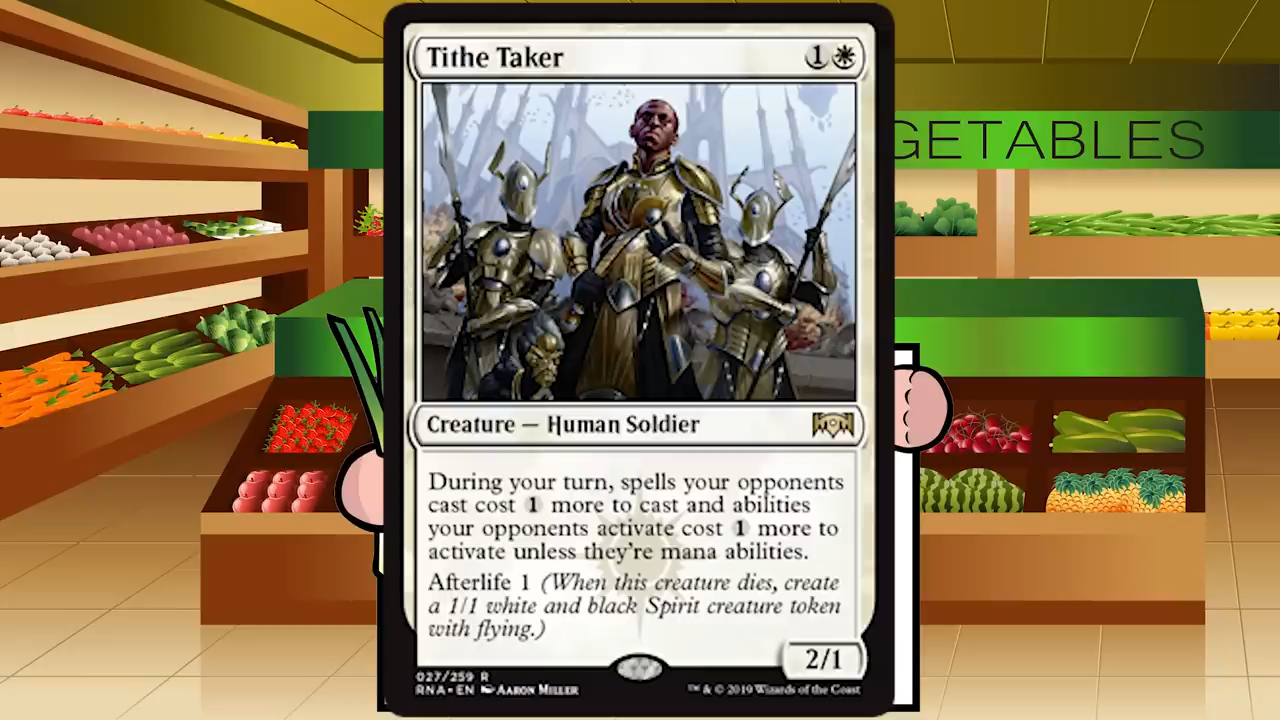 Tithe Taker 1
GETABLES
Creature — Human Soldier
During your turn, spells your opponents
cast cost 1 more to cast and abilities
your opponents activate cost 1 more to
activate unless they're mana abilities.
Afterlife 1 (When this creature dies, create
a 1/1 white and black Spirit creature token
with flying.)
2/1
027/259 R
RNA • EN Aaron Miller
™ & © 2019 Wizards of the Coast